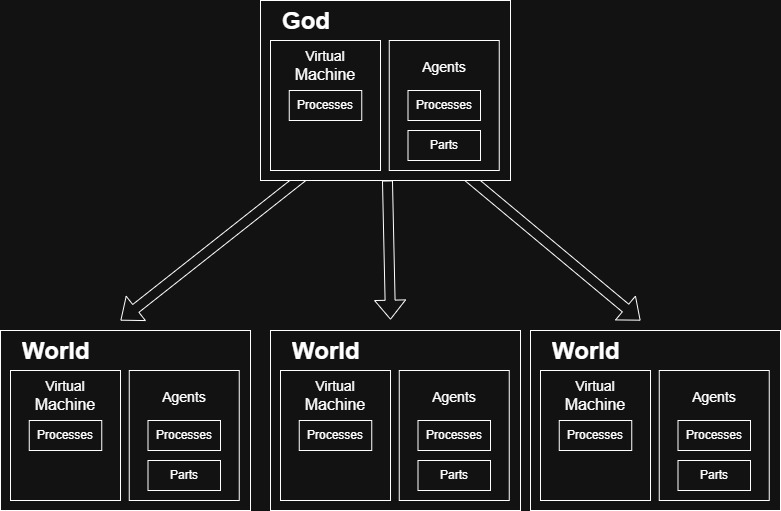 God
Virtual
Machine
Processes
Agents
Processes
Parts
World
Virtual
Machine
Processes
Agents
Processes
Parts
World
Virtual
Machine
Processes
Agents
Processes
Parts
World
Virtual
Machine
Processes
Agents
Processes
Parts